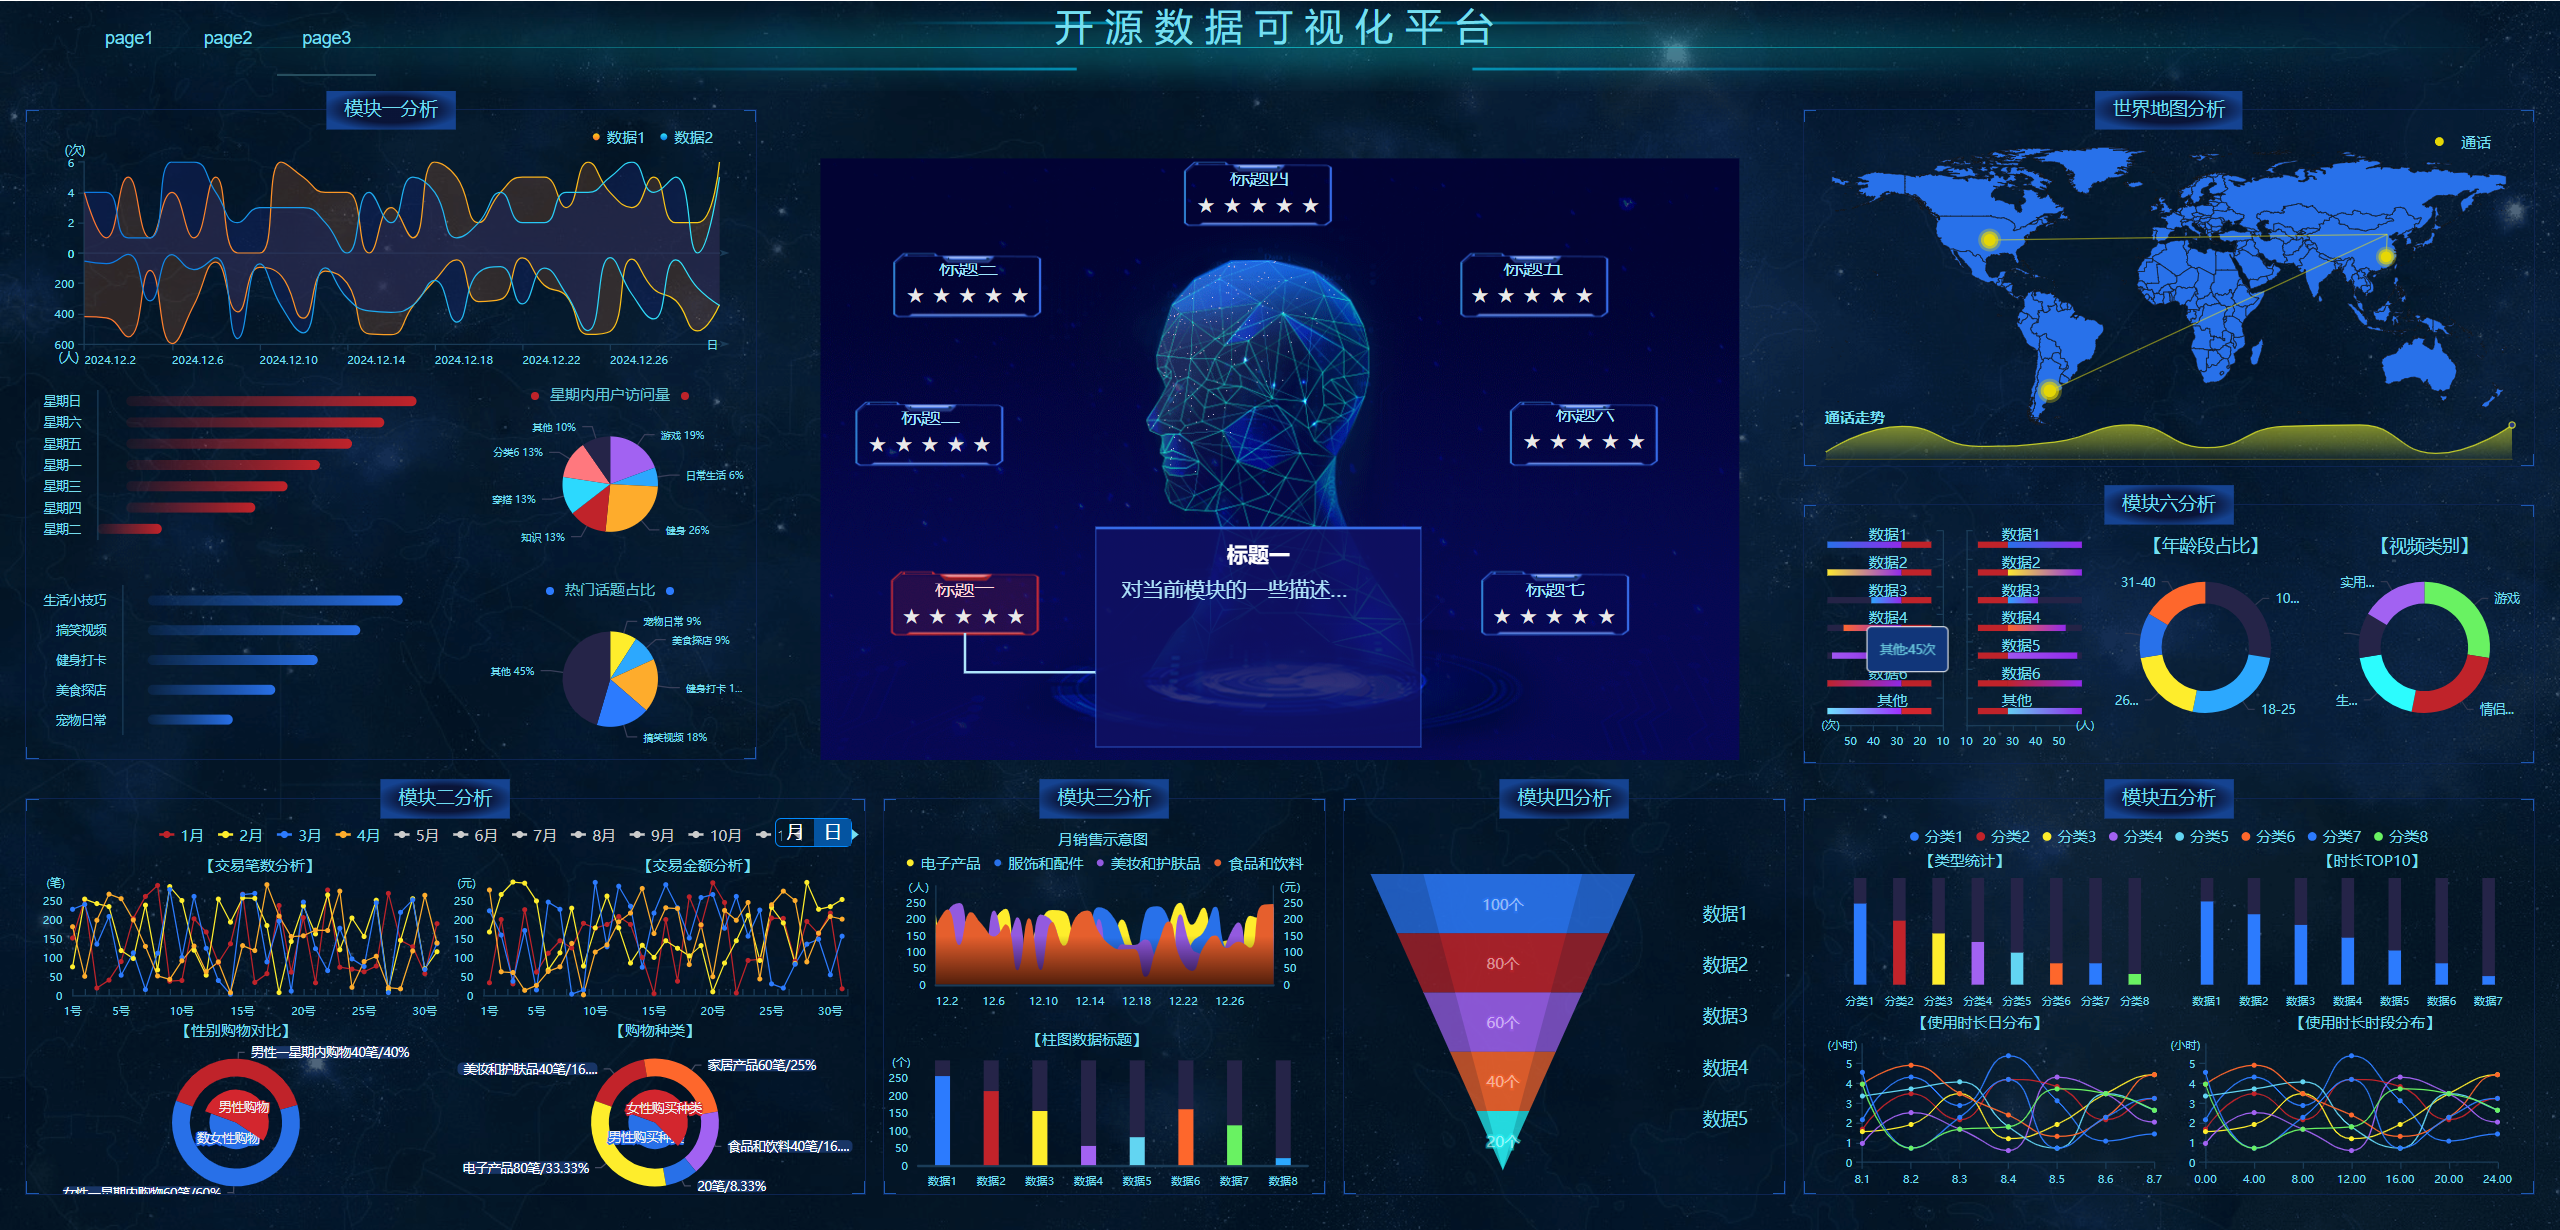 开源数据可视化平台
page1 page2 page3
模块一分析
数据1 数据2
(次)
6
4
2
0
200
400
600
(人)
日
2024.12.2 2024.12.6 2024.12.10 2024.12.14 2024.12.18 2024.12.22 2024.12.26
星期日
星期六
星期五
星期一
星期三
星期四
星期二
星期内用户访问量
其他 10%
游戏 19%
分类6 13%
日常生活 6%
穿搭 13%
健身 26%
知识 13%
生活小技巧
搞笑视频
健身打卡
美食探店
宠物日常
热门话题占比
宠物日常 9%
美食探店 9%
其他 45%
健身打卡 1...
搞笑视频 18%
标题四
★ ★ ★ ★ ★
标题三
★ ★ ★ ★ ★
标题五
★ ★ ★ ★ ★
标题二
★ ★ ★ ★ ★
标题六
★ ★ ★ ★ ★
标题一
★ ★ ★ ★ ★
标题七
★ ★ ★ ★ ★
标题一
对当前模块的一些描述...
世界地图分析
通话
通话走势
模块六分析
数据1 数据1
数据2 数据2
数据3 数据3
数据4 数据4
数据5
其他:45次
数据6 数据6
其他 其他
(次) (人)
50 40 30 20 10 10 20 30 40 50
【年龄段占比】
31-40
10...
26...
18-25
【视频类别】
实用...
游戏
生...
情侣...
模块二分析
1月 2月 3月 4月 5月 6月 7月 8月 9月 10月
月 日
【交易笔数分析】
(笔)
250
200
150
100
50
0
1号 5号 10号 15号 20号 25号 30号
【交易金额分析】
(元)
250
200
150
100
50
0
1号 5号 10号 15号 20号 25号 30号
【性别购物对比】
男性一星期内购物40笔/40%
男性购物
数女性购物
女性一星期内购物60笔/60%
【购物种类】
美妆和护肤品40笔/16....
家居产品60笔/25%
女性购买种类
男性购买种
食品和饮料40笔/16....
电子产品80笔/33.33%
20笔/8.33%
模块三分析
月销售示意图
电子产品 服饰和配件 美妆和护肤品 食品和饮料
(人) (元)
250 250
200 200
150 150
100 100
50 50
0 0
12.2 12.6 12.10 12.14 12.18 12.22 12.26
【柱图数据标题】
(个)
250
200
150
100
50
0
数据1 数据2 数据3 数据4 数据5 数据6 数据7 数据8
模块四分析
100个
80个
60个
40个
20个
数据1
数据2
数据3
数据4
数据5
模块五分析
分类1 分类2 分类3 分类4 分类5 分类6 分类7 分类8
【类型统计】
分类1 分类2 分类3 分类4 分类5 分类6 分类7 分类8
【时长TOP10】
数据1 数据2 数据3 数据4 数据5 数据6 数据7
【使用时长日分布】
(小时)
5
4
3
2
1
0
8.1 8.2 8.3 8.4 8.5 8.6 8.7
【使用时长时段分布】
(小时)
5
4
3
2
1
0
0.00 4.00 8.00 12.00 16.00 20.00 24.00